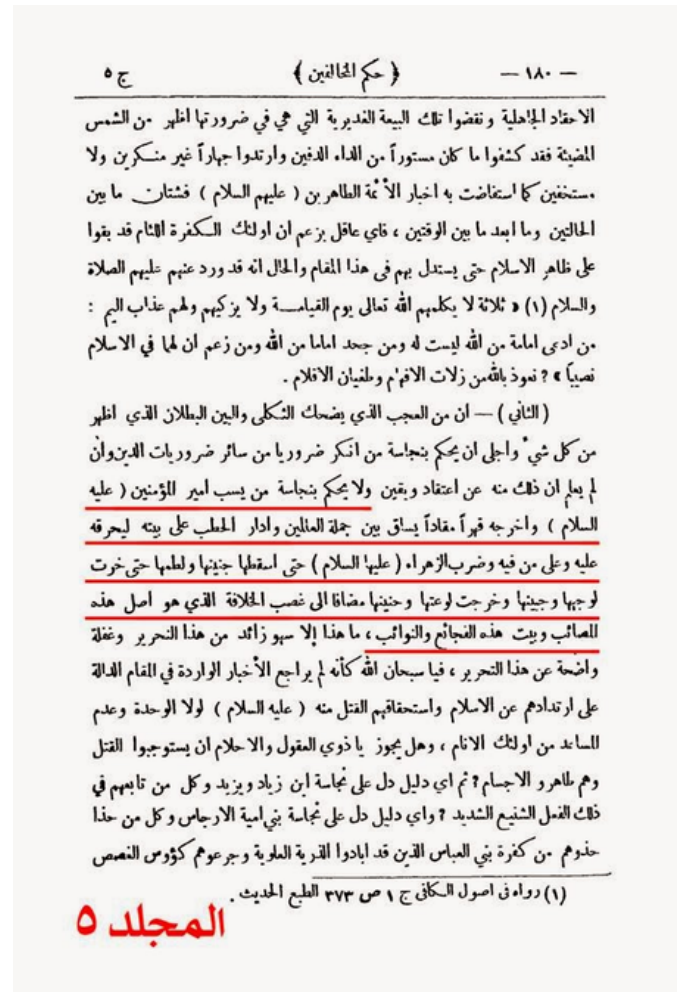 — ١٨٠ — ﴿ حكم المخالفين ﴾ ج ٥
الاحقاد الجاهلية ونقضوا تلك البيعة الغديرية التي هي في ضرورتها اظهر من الشمس
المضيئة فقد كشفوا ما كان مستوراً من الداء الدفين وارتدوا جهاراً غير منكرين ولا
مستخفين كما استفاضت به اخبار الأئمة الطاهرين ( عليهم السلام ) فشتان ما بين
الحالتين وما ابعد ما بين الوقتين ، فاي عاقل يزعم ان اولئك الكفرة اللئام قد بقوا
على ظاهر الاسلام حتى يستدل بهم فى هذا المقام والحال انه قد ورد عنهم عليهم الصلاة
والسلام (١) « ثلاثة لا يكلمهم الله تعالى يوم القيامة ولا يزكيهم ولهم عذاب اليم :
من ادعى امامة من الله ليست له ومن جحد اماما من الله ومن زعم ان لهما في الاسلام
نصيباً » ؟ نعوذ بالله من زلات الافهام وطغيان الاقلام .
( الثاني ) — ان من العجب الذي يضحك الثكلى والبين البطلان الذي اظهر
من كل شيء وأجلى ان يحكم بنجاسة من انكر ضروريا من سائر ضروريات الدين وان
لم يعلم ان ذلك منه عن اعتقاد ويقين ولا يحكم بنجاسة من يسب امير المؤمنين ( عليه
السلام ) واخرجه قهراً مقاداً يساق بين جملة العالمين وادار الحطب على بيته ليحرقه
عليه وعلى من فيه وضرب الزهراء ( عليها السلام ) حتى اسقطها جنينها ولطمها حتى خرت
لوجهها وجبينها وخرجت لوعتها وحنينها مضافا الى غصب الخلافة الذي هو اصل هذه
المصائب وبيت هذه الفجائع والنوائب ، ما هذا إلا سهو زائد من هذا النحرير وغفلة
واضحة عن هذا التحرير ، فيا سبحان الله كأنه لم يراجع الأخبار الواردة في المقام الدالة
على ارتدادهم عن الاسلام واستحقاقهم القتل منه ( عليه السلام ) لولا الوحدة وعدم
المساعد من اولئك الانام ، وهل يجوز يا ذوي العقول والاحلام ان يستوجبوا القتل
وهم طاهرو الاجسام ؟ ثم اي دليل دل على نجاسة ابن زياد ويزيد وكل من تابعهم في
ذلك الفعل الشنيع الشديد ؟ واي دليل دل على نجاسة بني امية الارجاس وكل من حذا
حذوهم من كفرة بني العباس الذين قد ابادوا الذرية العلوية وجرعوهم كؤوس الغصص
(١) رواه فى اصول الكافي ج ١ ص ٣٧٣ الطبع الحديث .
المجلد ٥